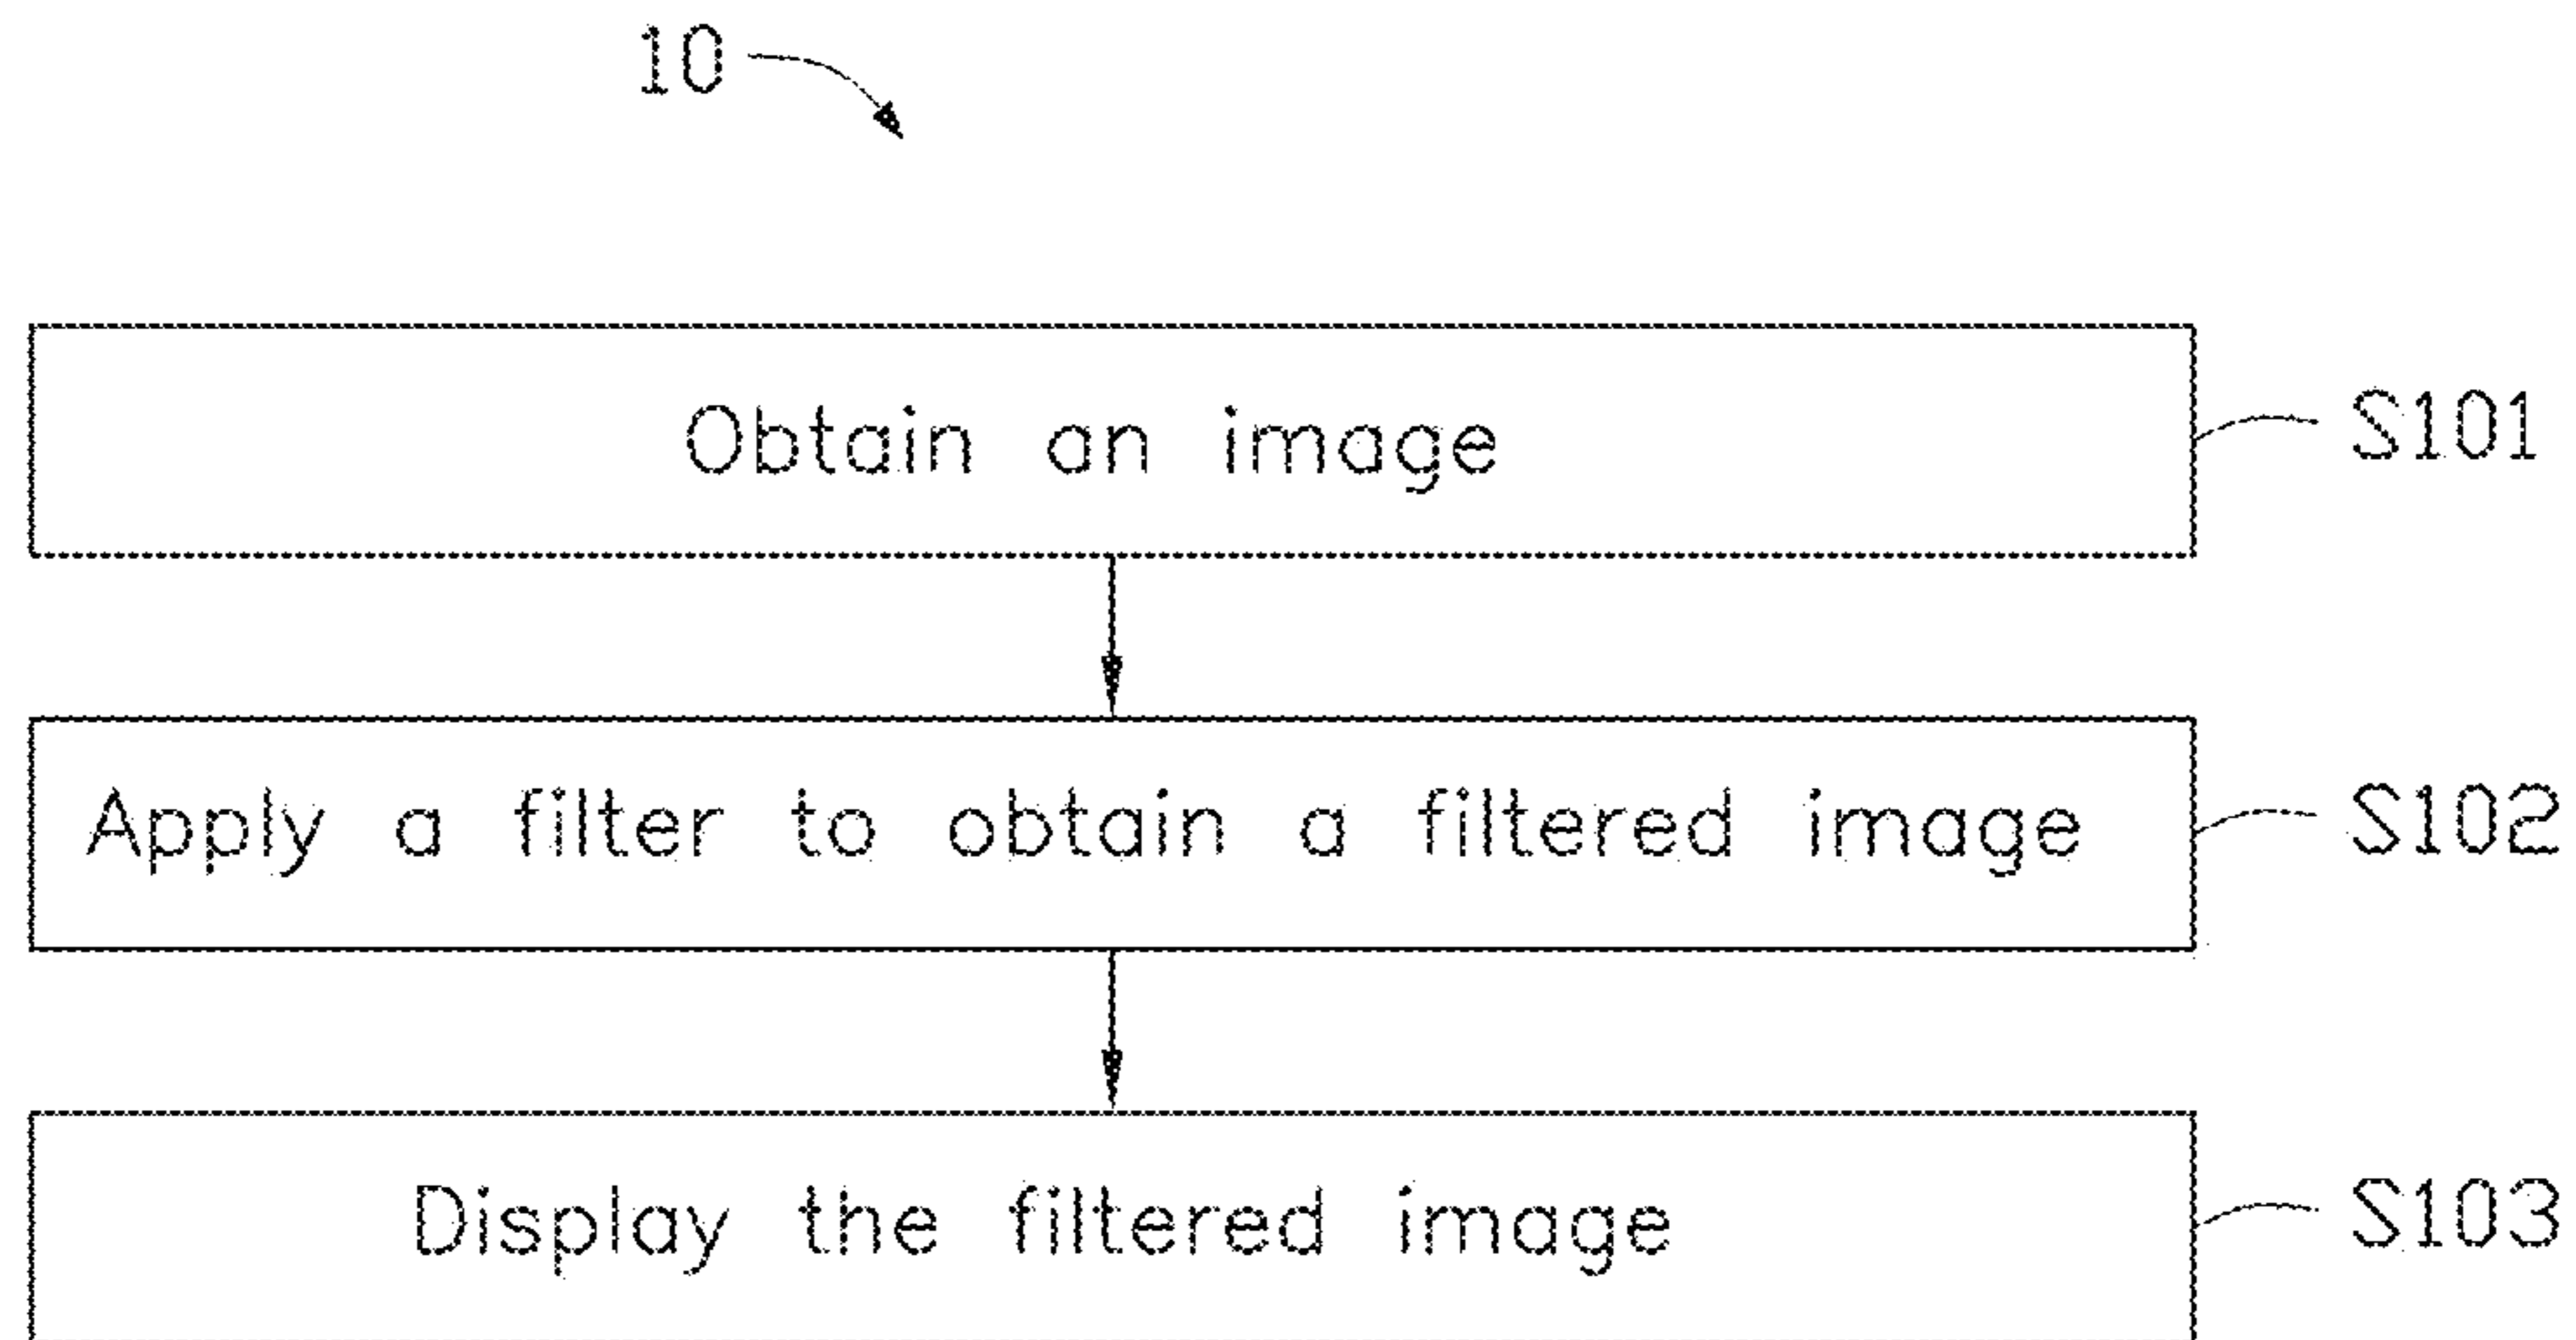 10
Obtain an image
S101
Apply a filter to obtain a filtered image
S102
Display the filtered image
S103